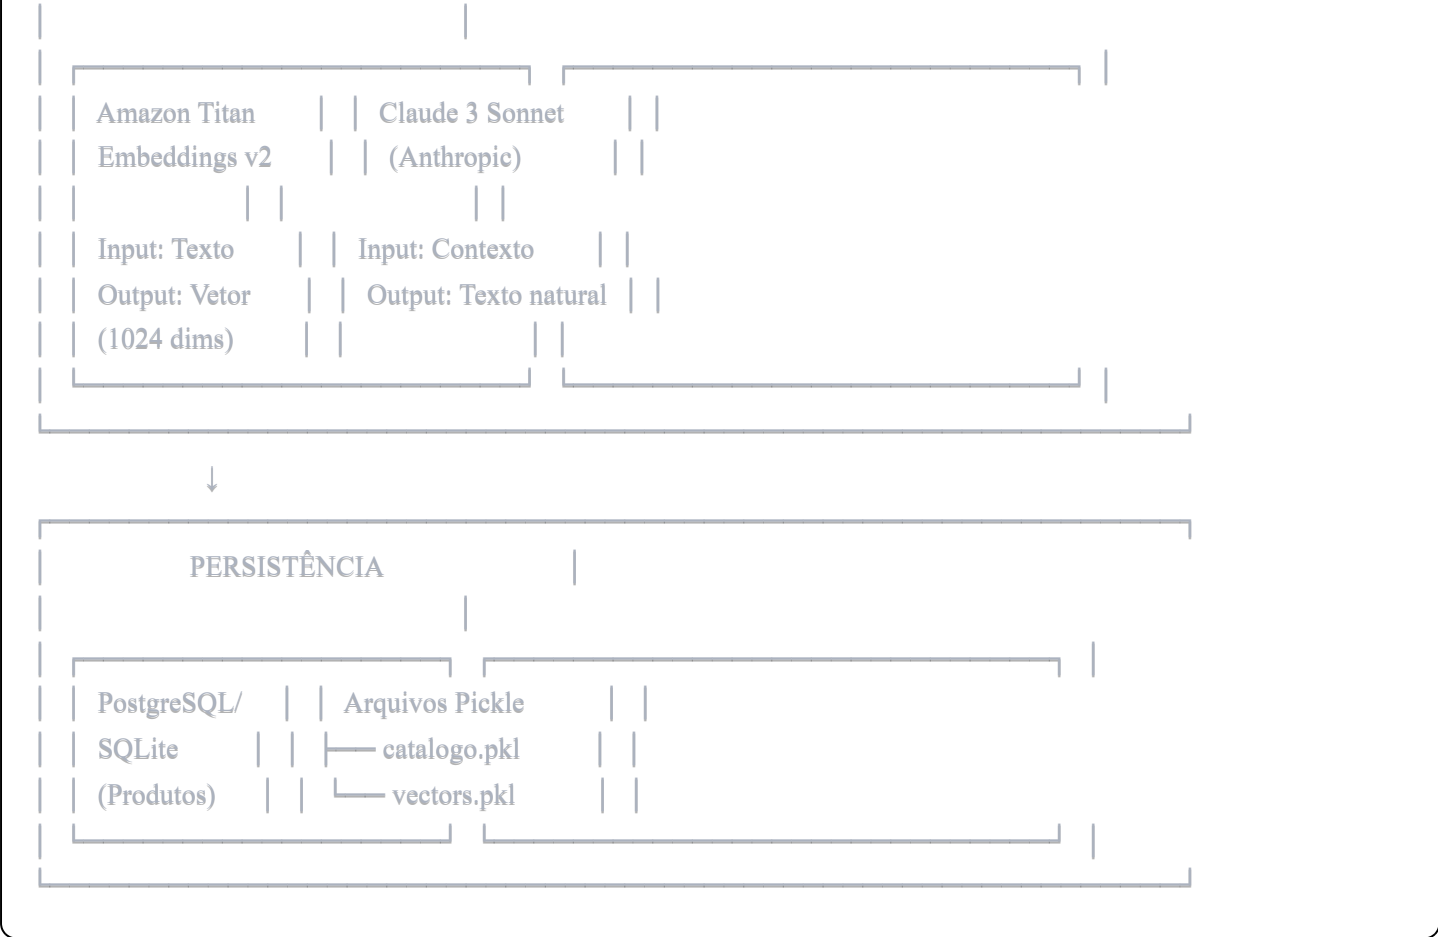 Amazon Titan Claude 3 Sonnet
Embeddings v2 (Anthropic)
Input: Texto Input: Contexto
Output: Vetor Output: Texto natural
(1024 dims)
↓
PERSISTÊNCIA
PostgreSQL/ Arquivos Pickle
SQLite ├── catalogo.pkl
(Produtos) └── vectors.pkl